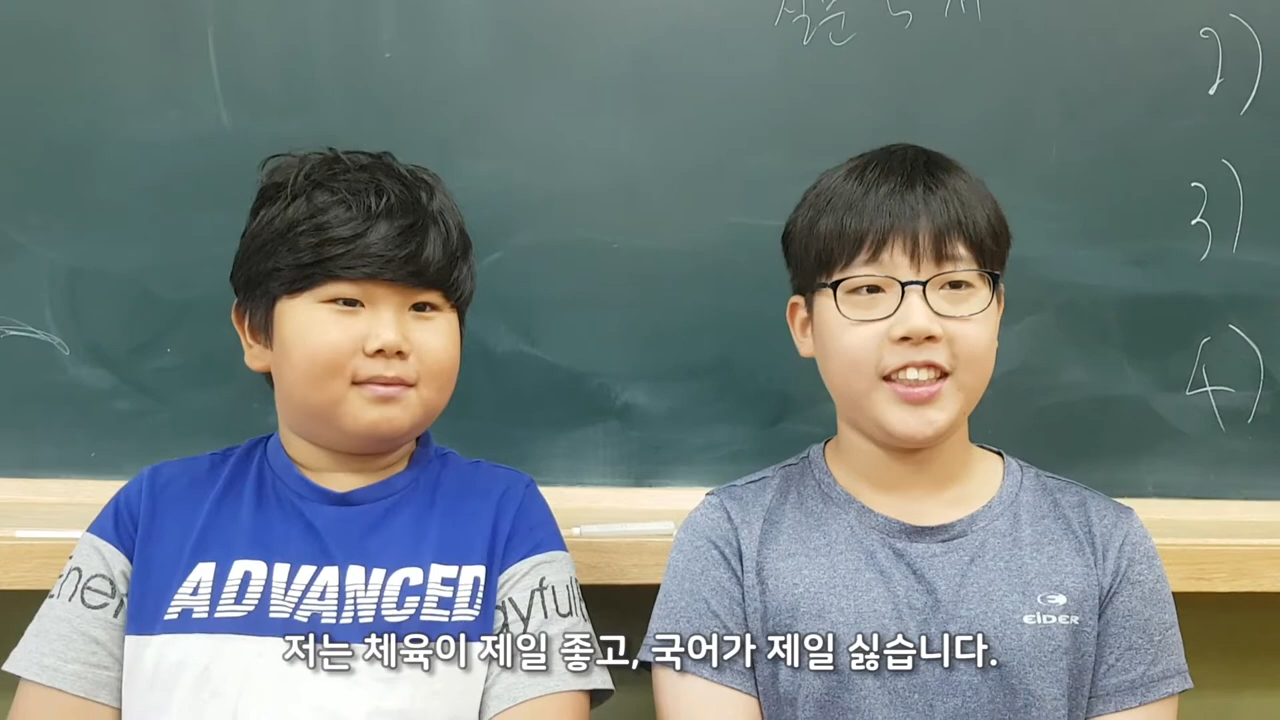 2)
3)
4)
ADVANCED
eider
저는 체육이 제일 좋고, 국어가 제일 싫습니다.